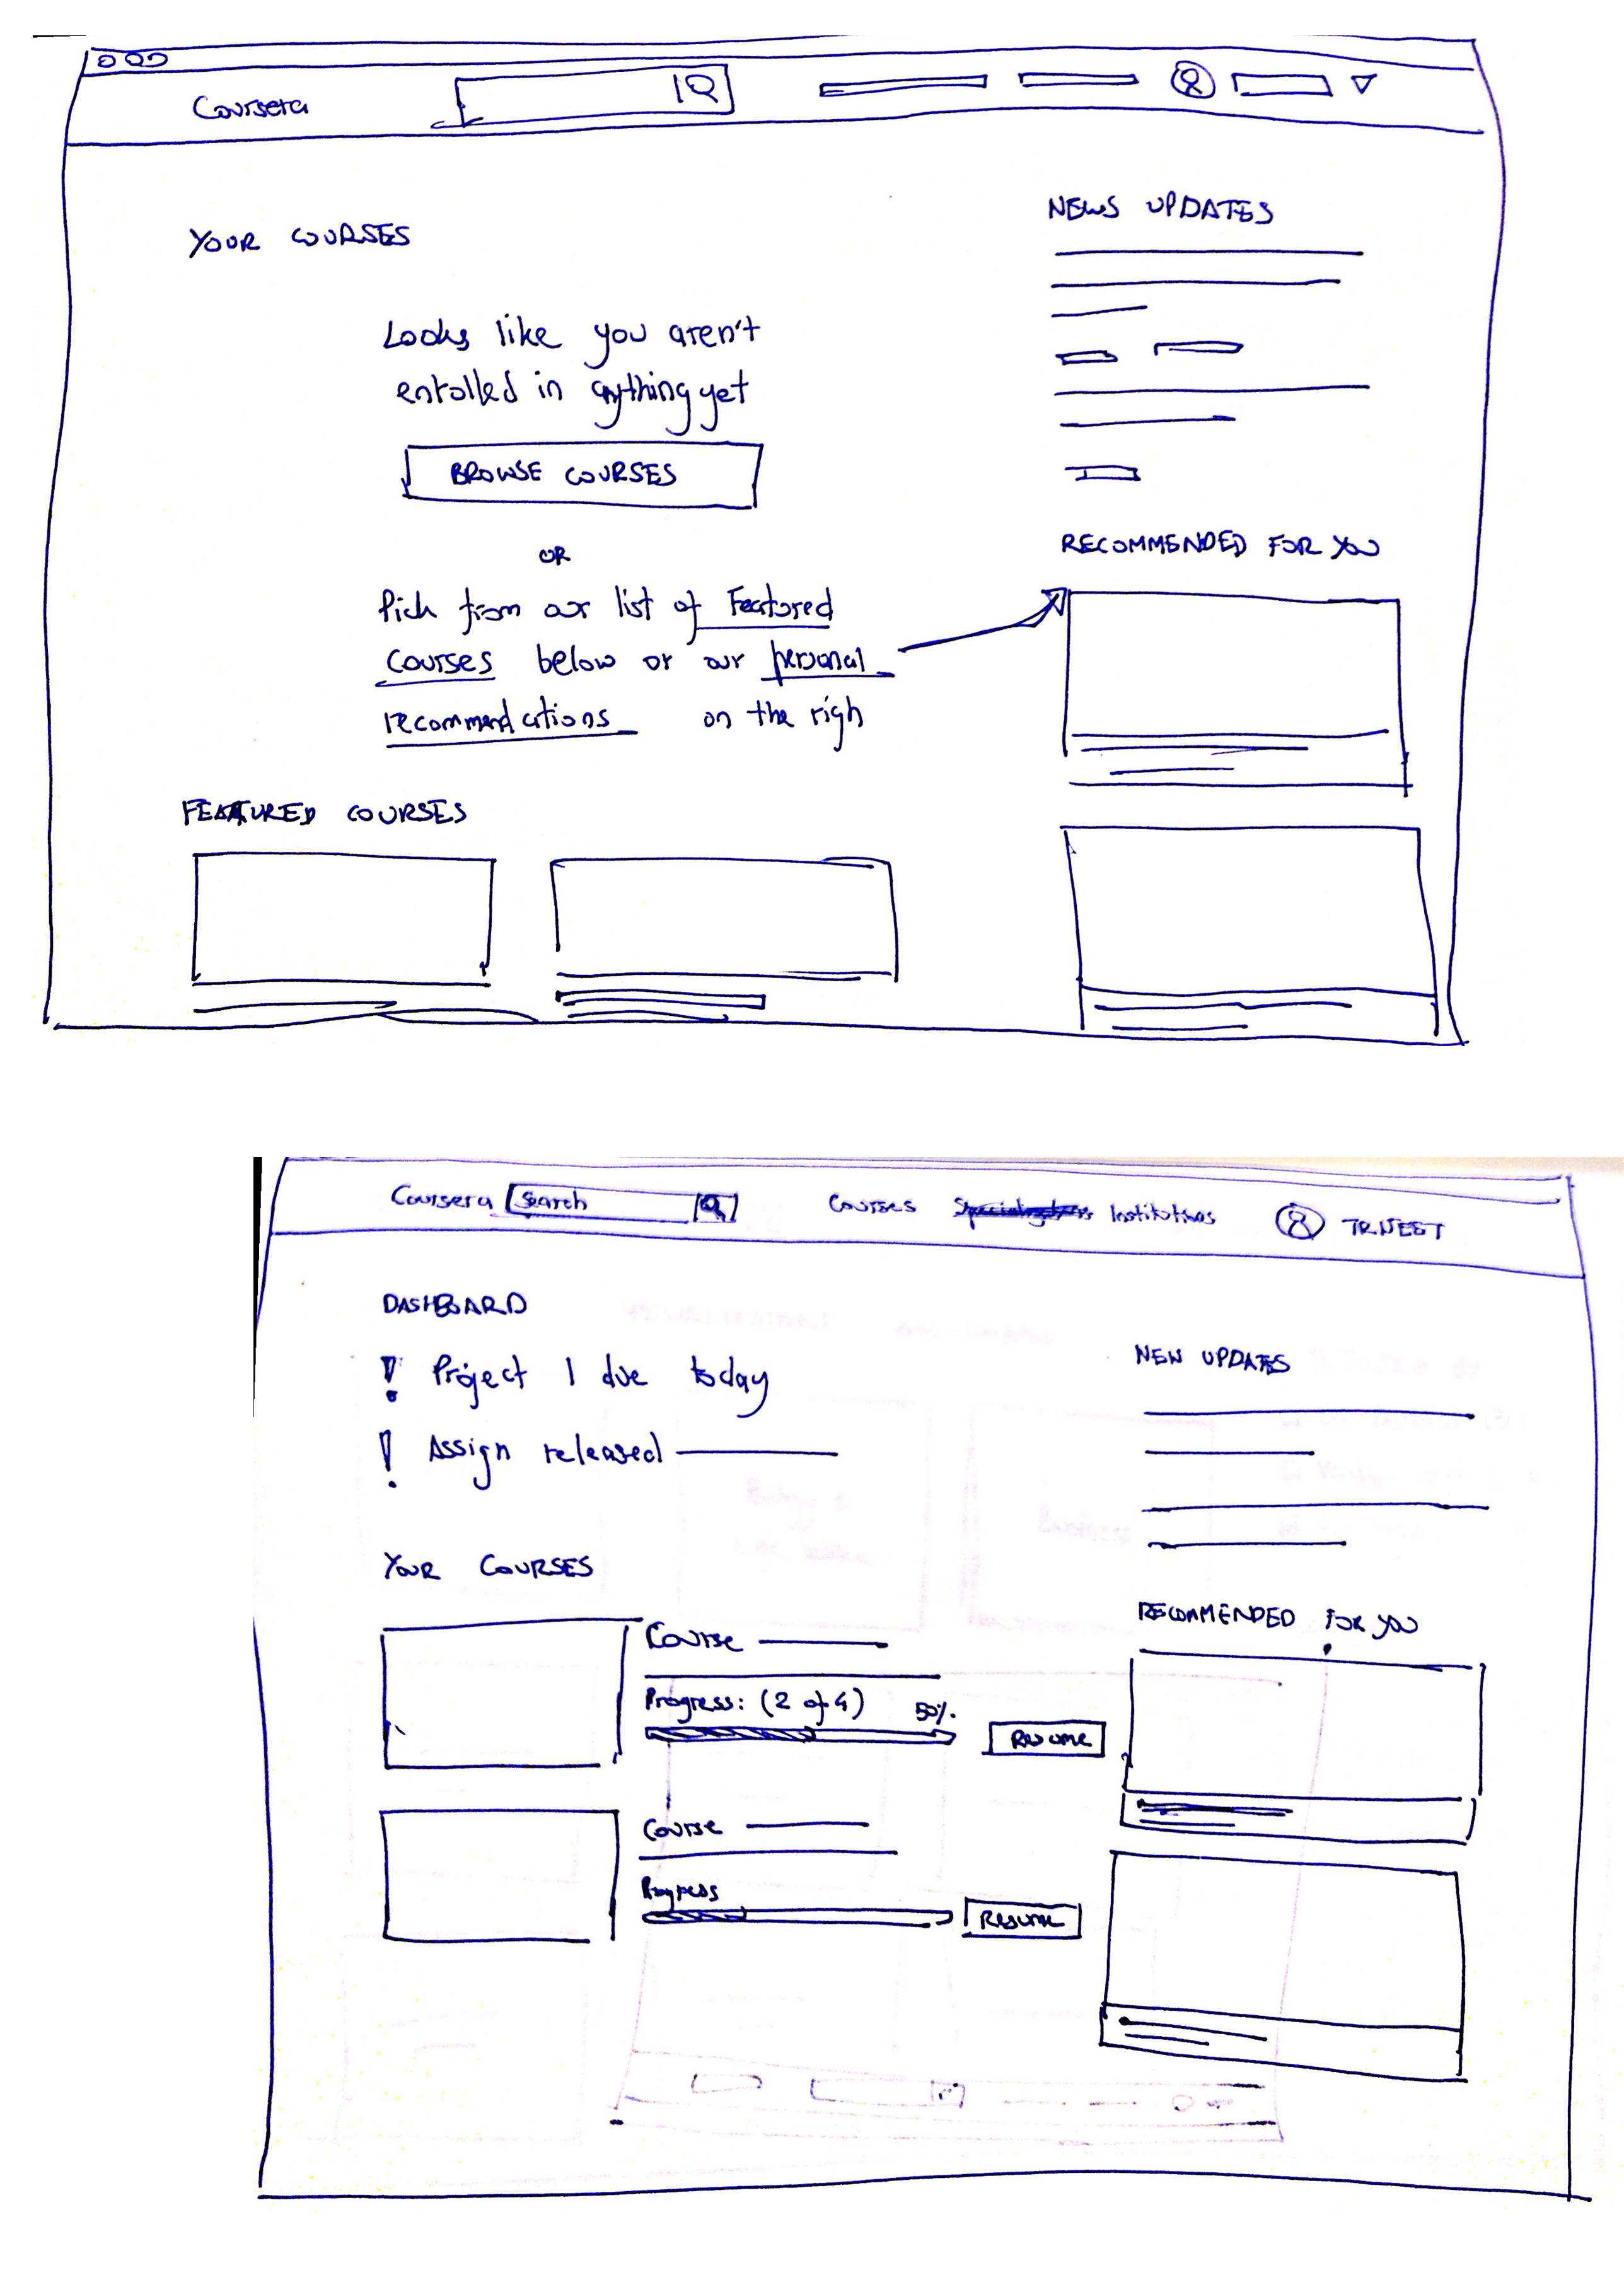 Coursera
YOUR COURSES
Looks like you aren't
enrolled in anything yet
BROWSE COURSES
OR
Pick from our list of Featured
Courses below or our personal
recommendations on the righ
FEATURED COURSES
NEWS UPDATES
RECOMMENDED FOR YOU
Coursera Search Courses Institutions
DASHBOARD
! Project 1 due today
! Assign released
YOUR COURSES
Course
Progress: (2 of 4) 50%.
RESUME
Course
Progress
RESUME
NEW UPDATES
RECOMMENDED FOR YOU